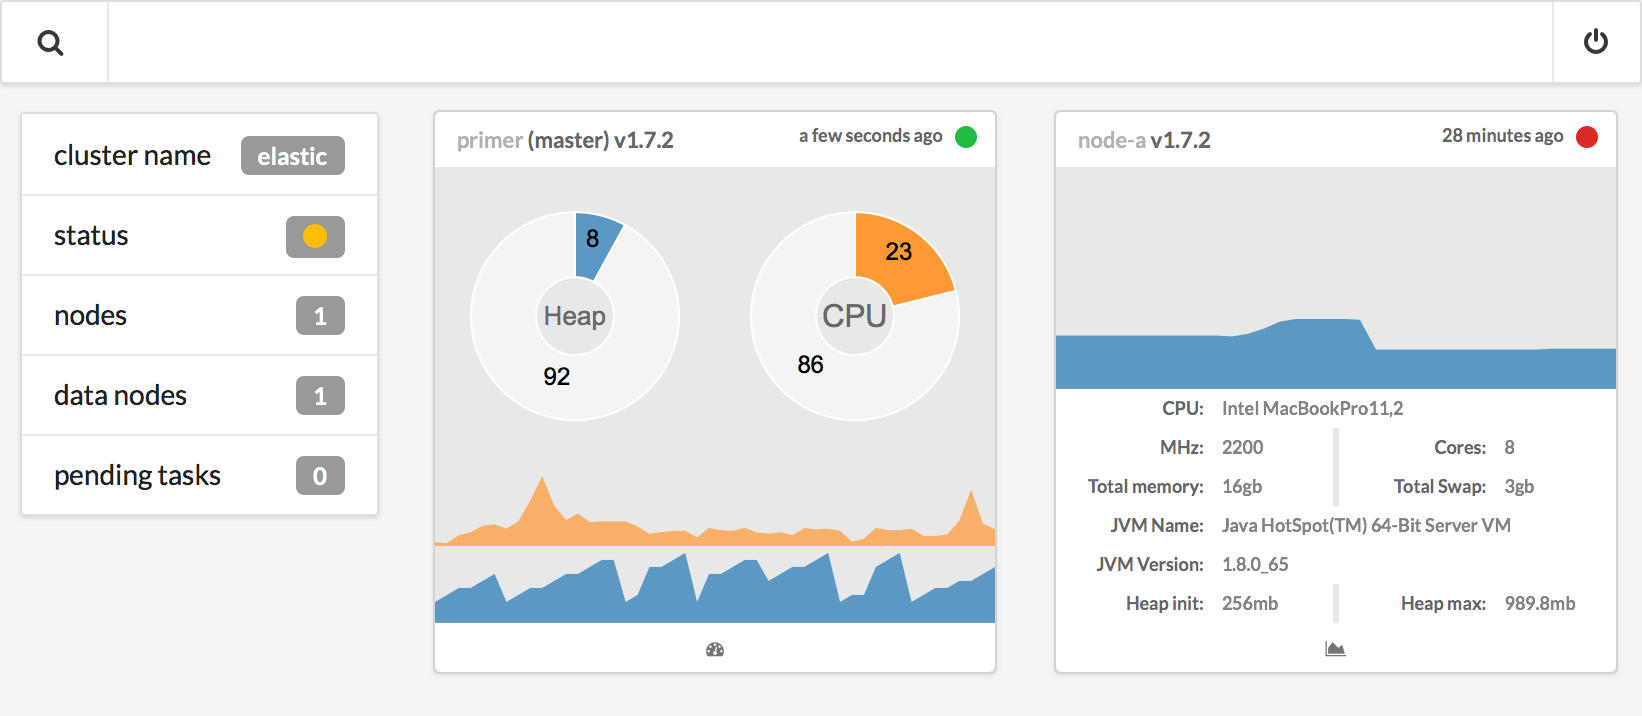 cluster name elastic
status
nodes 1
data nodes 1
pending tasks 0
primer (master) v1.7.2 a few seconds ago
8
Heap
92
23
CPU
86
node-a v1.7.2 28 minutes ago
CPU: Intel MacBookPro11,2
MHz: 2200 Cores: 8
Total memory: 16gb Total Swap: 3gb
JVM Name: Java HotSpot(TM) 64-Bit Server VM
JVM Version: 1.8.0_65
Heap init: 256mb Heap max: 989.8mb